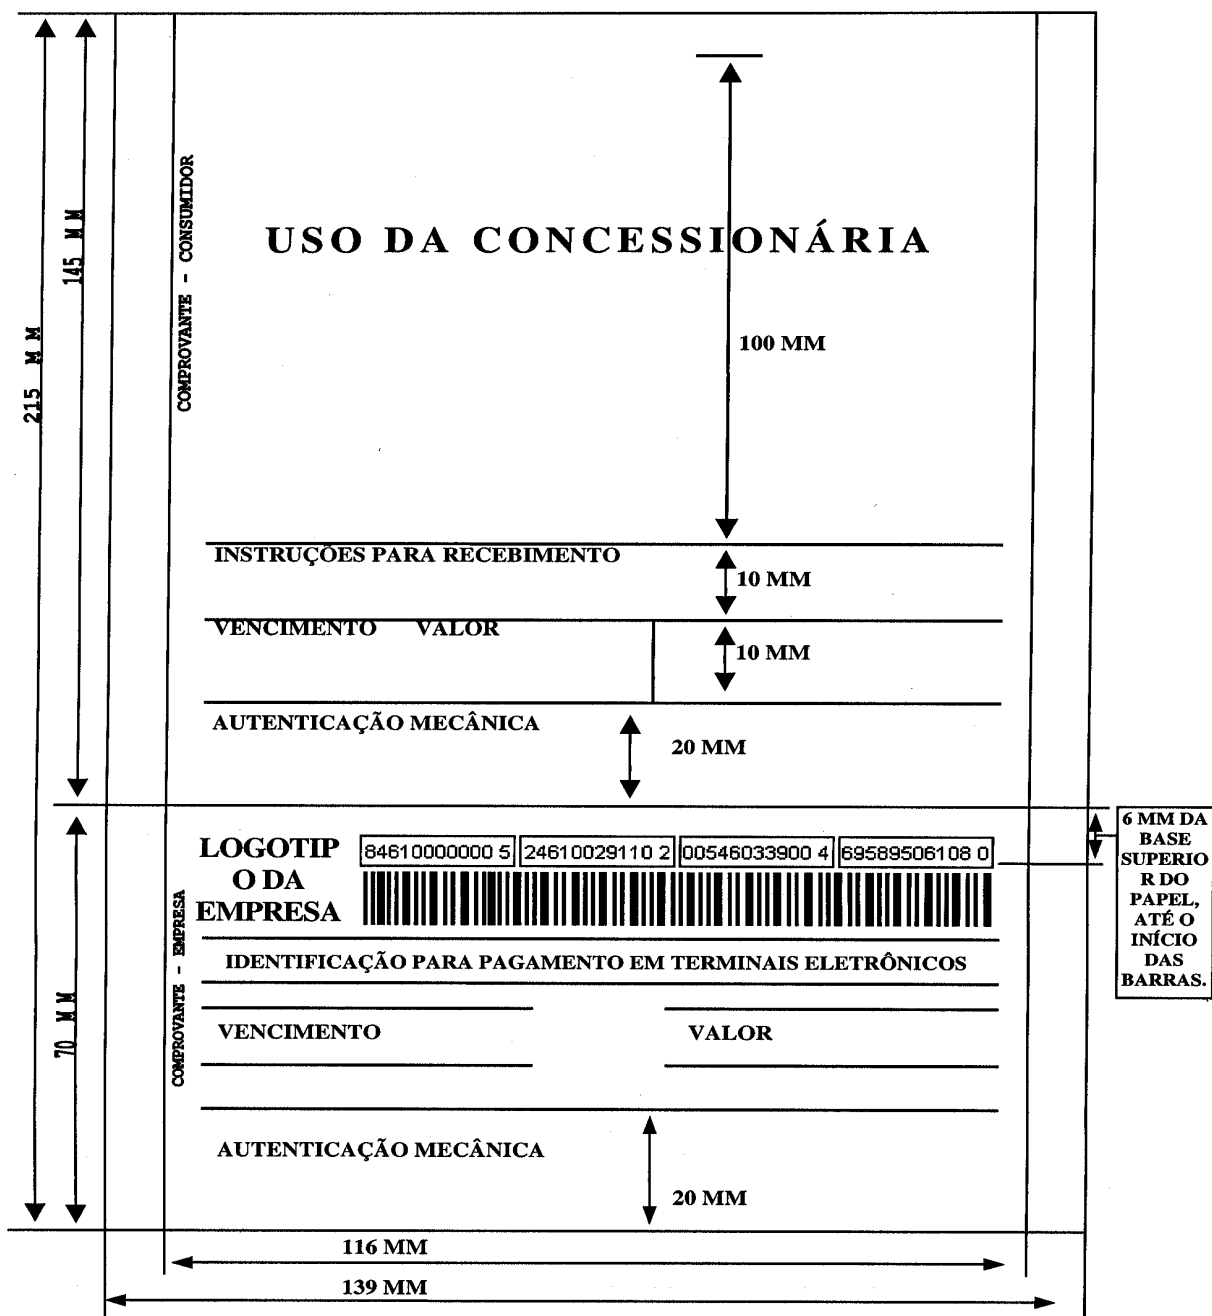 215 M M
145 M M
COMPROVANTE - CONSUMIDOR
USO DA CONCESSIONÁRIA
100 MM
INSTRUÇÕES PARA RECEBIMENTO
10 MM
VENCIMENTO VALOR
10 MM
AUTENTICAÇÃO MECÂNICA
20 MM
70 M M
COMPROVANTE - EMPRESA
LOGOTIP
O DA
EMPRESA
84610000000 5 24610029110 2 00546033900 4 69589506108 0
6 MM DA
BASE
SUPERIO
R DO
PAPEL,
ATÉ O
INÍCIO
DAS
BARRAS.
IDENTIFICAÇÃO PARA PAGAMENTO EM TERMINAIS ELETRÔNICOS
VENCIMENTO VALOR
AUTENTICAÇÃO MECÂNICA
20 MM
116 MM
139 MM